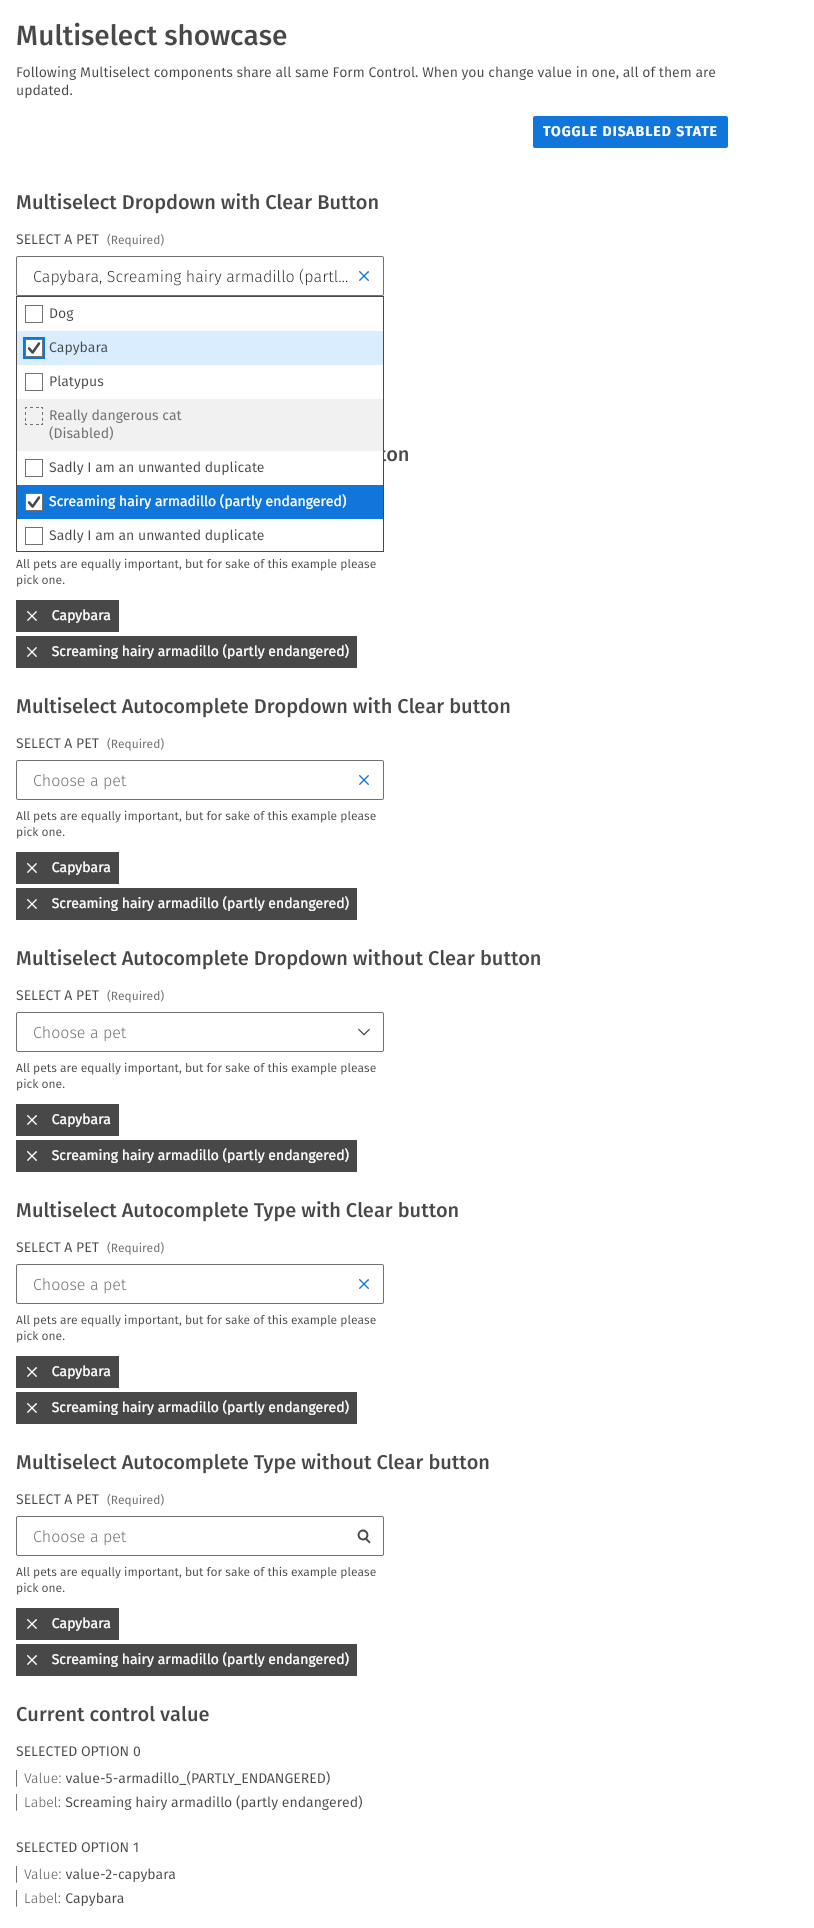 Multiselect showcase
Following Multiselect components share all same Form Control. When you change value in one, all of them are
updated.
TOGGLE DISABLED STATE
Multiselect Dropdown with Clear Button
SELECT A PET (Required)
Capybara, Screaming hairy armadillo (partl...
Dog
Capybara
Platypus
Really dangerous cat
(Disabled)
Sadly I am an unwanted duplicate
Screaming hairy armadillo (partly endangered)
Sadly I am an unwanted duplicate
All pets are equally important, but for sake of this example please
pick one.
Capybara
Screaming hairy armadillo (partly endangered)
Multiselect Autocomplete Dropdown with Clear button
SELECT A PET (Required)
Choose a pet
All pets are equally important, but for sake of this example please
pick one.
Capybara
Screaming hairy armadillo (partly endangered)
Multiselect Autocomplete Dropdown without Clear button
SELECT A PET (Required)
Choose a pet
All pets are equally important, but for sake of this example please
pick one.
Capybara
Screaming hairy armadillo (partly endangered)
Multiselect Autocomplete Type with Clear button
SELECT A PET (Required)
Choose a pet
All pets are equally important, but for sake of this example please
pick one.
Capybara
Screaming hairy armadillo (partly endangered)
Multiselect Autocomplete Type without Clear button
SELECT A PET (Required)
Choose a pet
All pets are equally important, but for sake of this example please
pick one.
Capybara
Screaming hairy armadillo (partly endangered)
Current control value
SELECTED OPTION 0
Value: value-5-armadillo_(PARTLY_ENDANGERED)
Label: Screaming hairy armadillo (partly endangered)
SELECTED OPTION 1
Value: value-2-capybara
Label: Capybara